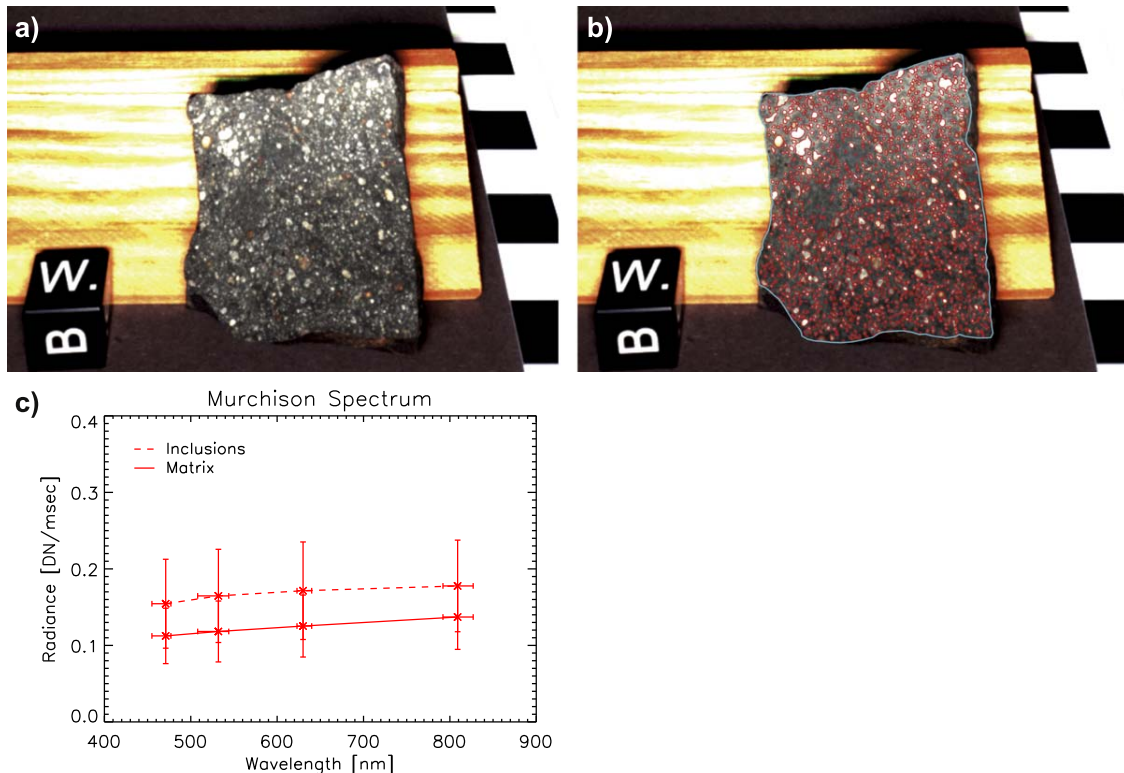 a)
W.
B
b)
W.
B
c)
Murchison Spectrum
Inclusions
Matrix
Radiance [DN/msec]
0.4
0.3
0.2
0.1
0.0
400 500 600 700 800 900
Wavelength [nm]